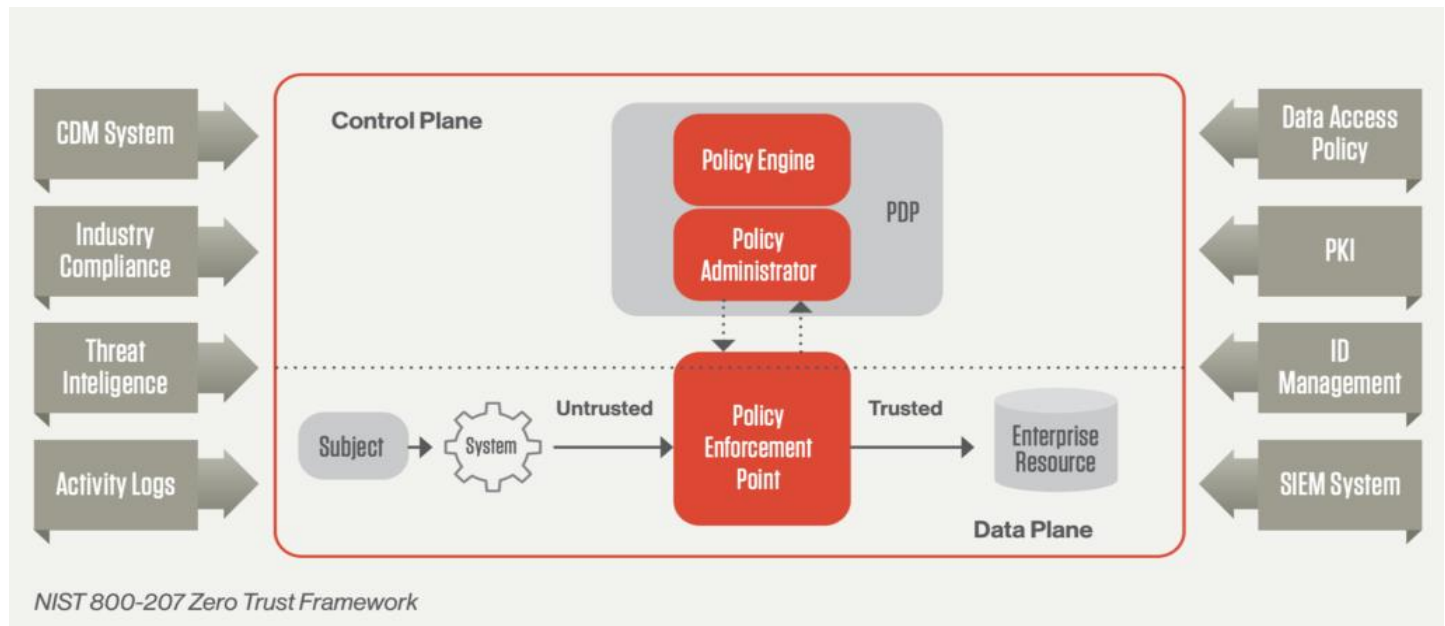 CDM System
Industry
Compliance
Threat
Inteligence
Activity Logs
Control Plane
Policy Engine
PDP
Policy
Administrator
Subject
System
Untrusted
Policy
Enforcement
Point
Trusted
Enterprise
Resource
Data Plane
Data Access
Policy
PKI
ID
Management
SIEM System
NIST 800-207 Zero Trust Framework